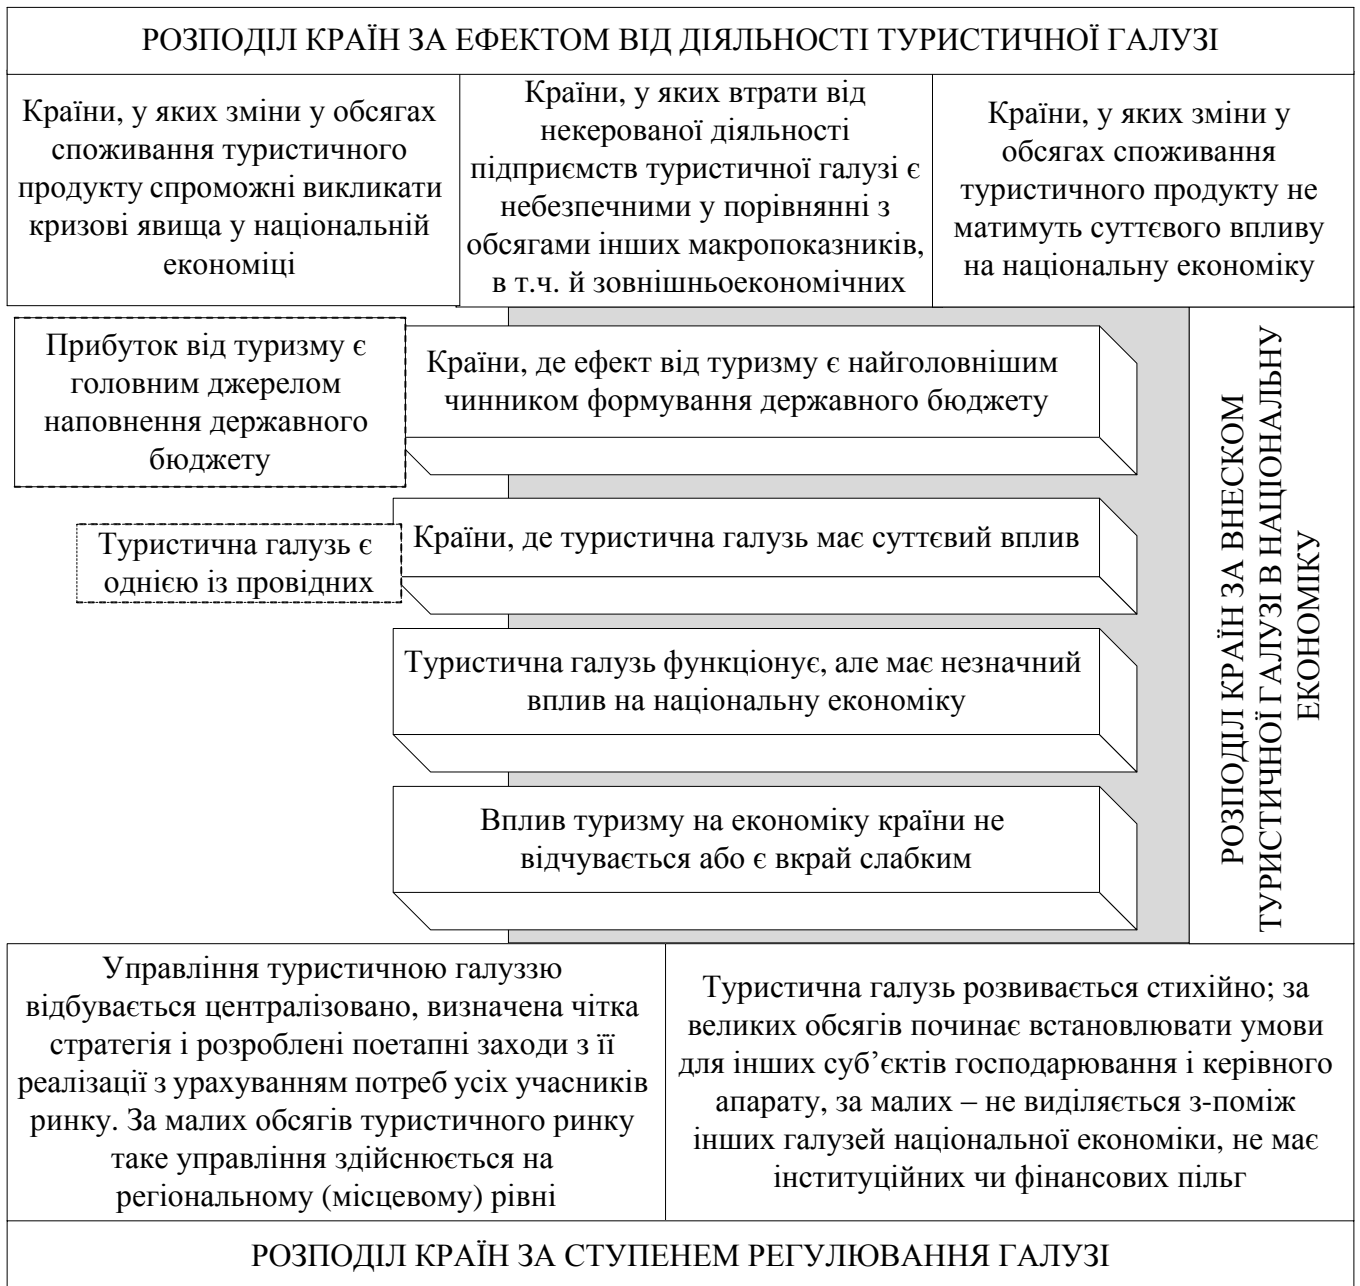 РОЗПОДІЛ КРАЇН ЗА ЕФЕКТОМ ВІД ДІЯЛЬНОСТІ ТУРИСТИЧНОЇ ГАЛУЗІ
Країни, у яких зміни у обсягах
споживання туристичного
продукту спроможні викликати
кризові явища у національній
економіці
Країни, у яких втрати від
некерованої діяльності
підприємств туристичної галузі є
небезпечними у порівнянні з
обсягами інших макропоказників,
в т.ч. й зовнішньоекономічних
Країни, у яких зміни у
обсягах споживання
туристичного продукту не
матимуть суттєвого впливу
на національну економіку
Прибуток від туризму є
головним джерелом
наповнення державного
бюджету
Країни, де ефект від туризму є найголовнішим
чинником формування державного бюджету
Туристична галузь є
однією із провідних
Країни, де туристична галузь має суттєвий вплив
Туристична галузь функціонує, але має незначний
вплив на національну економіку
Вплив туризму на економіку країни не
відчувається або є вкрай слабким
РОЗПОДІЛ КРАЇН ЗА ВНЕСКОМ
ТУРИСТИЧНОЇ ГАЛУЗІ В НАЦІОНАЛЬНУ
ЕКОНОМІКУ
Управління туристичною галуззю
відбувається централізовано, визначена чітка
стратегія і розроблені поетапні заходи з її
реалізації з урахуванням потреб усіх учасників
ринку. За малих обсягів туристичного ринку
таке управління здійснюється на
регіональному (місцевому) рівні
Туристична галузь розвивається стихійно; за
великих обсягів починає встановлювати умови
для інших суб’єктів господарювання і керівного
апарату, за малих – не виділяється з-поміж
інших галузей національної економіки, не має
інституційних чи фінансових пільг
РОЗПОДІЛ КРАЇН ЗА СТУПЕНЕМ РЕГУЛЮВАННЯ ГАЛУЗІ